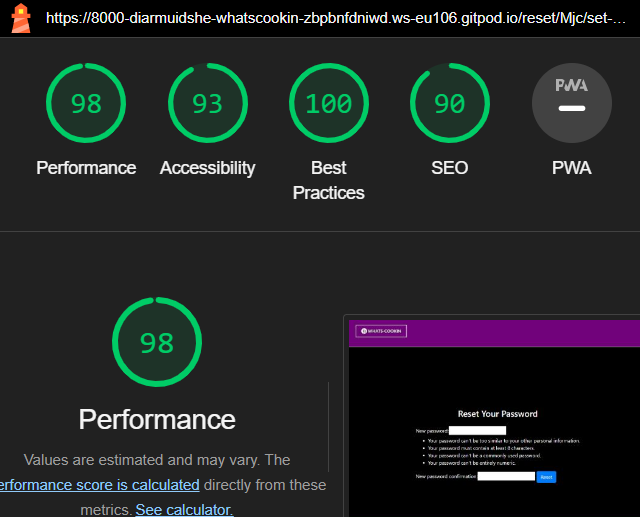 https://8000-diarmuidshe-whatscookin-zbpbnfdniwd.ws-eu106.gitpod.io/reset/Mjc/set-...
98
93
100
90
PWA
Performance
Accessibility
Best
Practices
SEO
PWA
98
Performance
Values are estimated and may vary. The
erformance score is calculated directly from these
metrics. See calculator.
WHATS-COOKIN
Reset Your Password
New password:
Your password can't be too similar to your other personal information.
Your password must contain at least 8 characters.
Your password can't be a commonly used password.
Your password can't be entirely numeric.
New password confirmation:
Reset